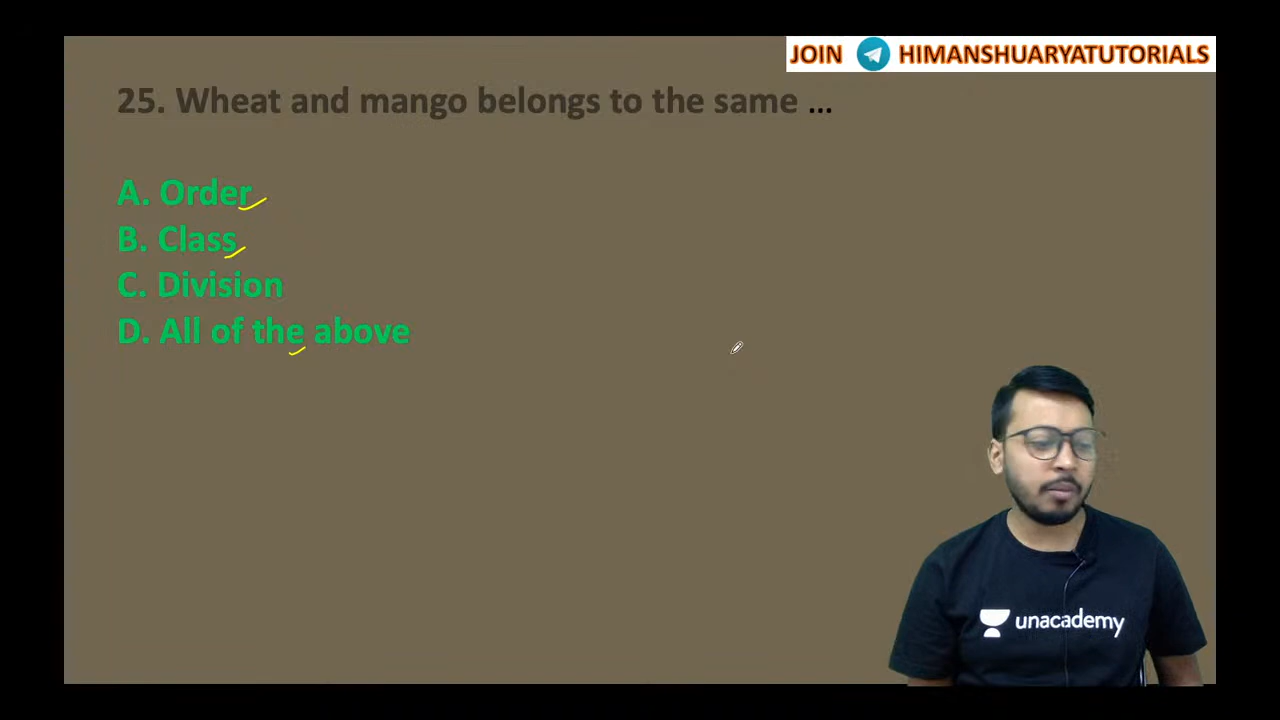 JOIN HIMANSHUARYATUTORIALS
25. Wheat and mango belongs to the same ...
A. Order
B. Class
C. Division
D. All of the above
unacademy